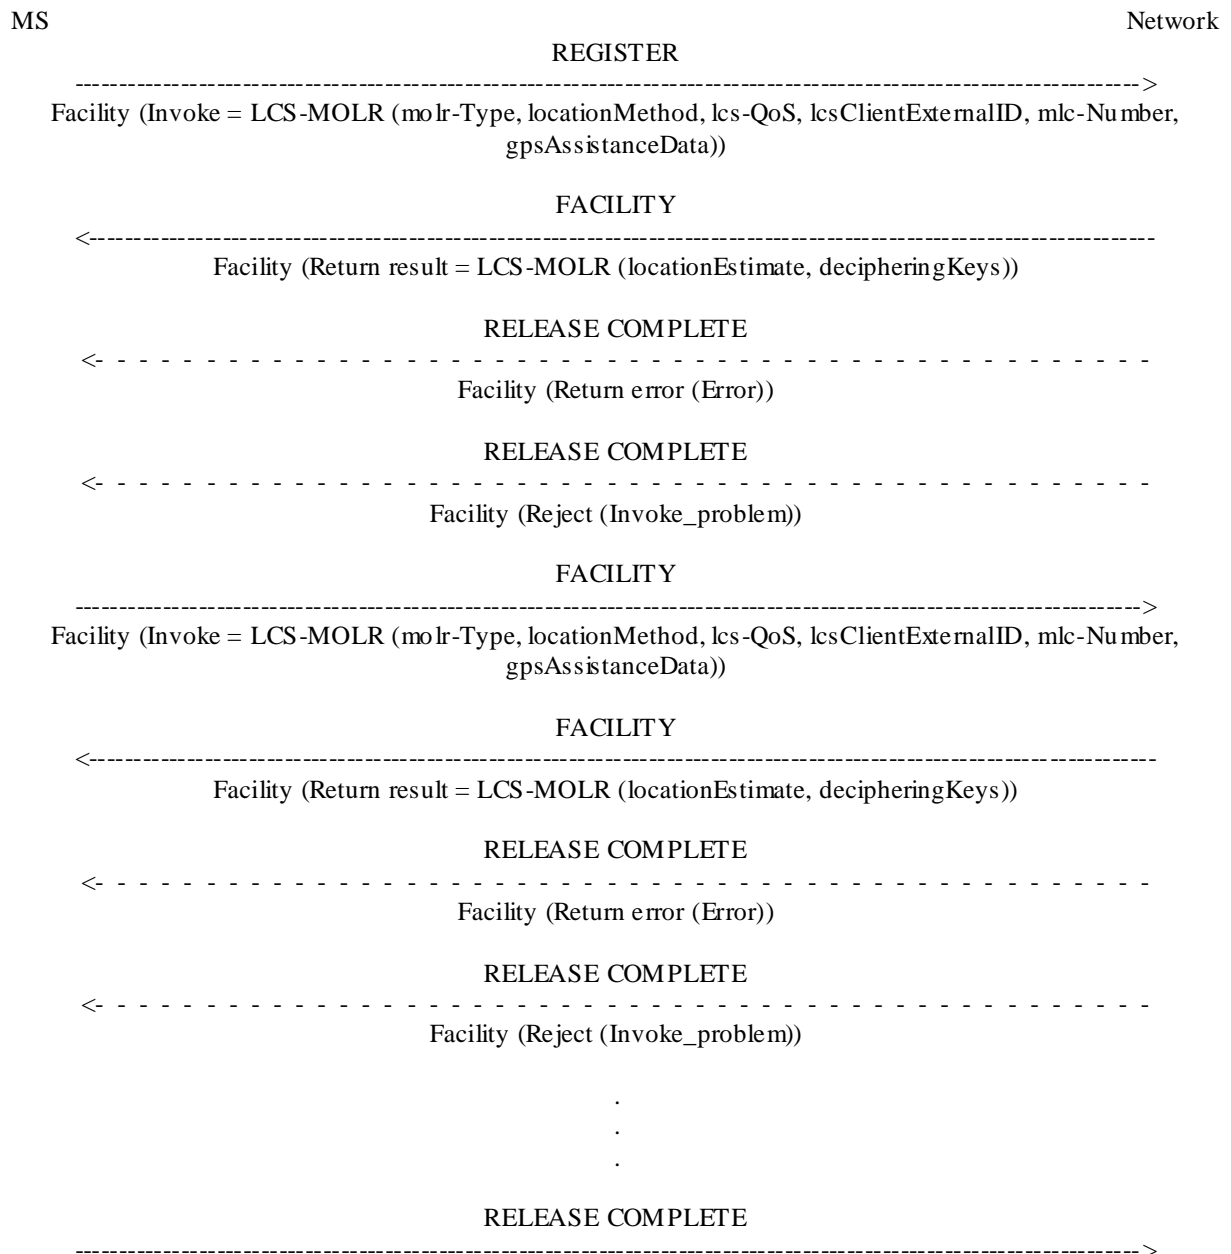 MS Network
REGISTER
------------------------------------------------------------------------------------------------------------------------>
Facility (Invoke = LCS-MOLR (molr-Type, locationMethod, lcs-QoS, lcsClientExternalID, mlc-Number,
gpsAssistanceData))
FACILITY
<------------------------------------------------------------------------------------------------------------------------
Facility (Return result = LCS-MOLR (locationEstimate, decipheringKeys))
RELEASE COMPLETE
<- - - - - - - - - - - - - - - - - - - - - - - - - - - - - - - - - - - - - - - - - - - - - - - -
Facility (Return error (Error))
RELEASE COMPLETE
<- - - - - - - - - - - - - - - - - - - - - - - - - - - - - - - - - - - - - - - - - - - - - - - -
Facility (Reject (Invoke_problem))
FACILITY
------------------------------------------------------------------------------------------------------------------------>
Facility (Invoke = LCS-MOLR (molr-Type, locationMethod, lcs-QoS, lcsClientExternalID, mlc-Number,
gpsAssistanceData))
FACILITY
<------------------------------------------------------------------------------------------------------------------------
Facility (Return result = LCS-MOLR (locationEstimate, decipheringKeys))
RELEASE COMPLETE
<- - - - - - - - - - - - - - - - - - - - - - - - - - - - - - - - - - - - - - - - - - - - - - - -
Facility (Return error (Error))
RELEASE COMPLETE
<- - - - - - - - - - - - - - - - - - - - - - - - - - - - - - - - - - - - - - - - - - - - - - - -
Facility (Reject (Invoke_problem))
.
.
.
RELEASE COMPLETE
------------------------------------------------------------------------------------------------------------------------>